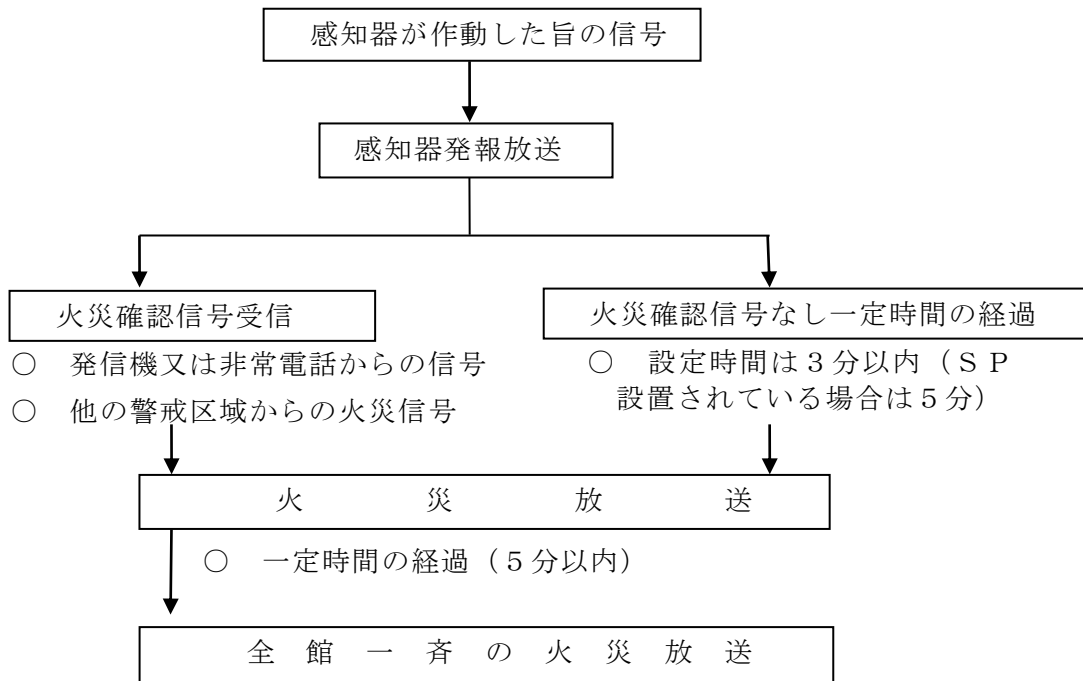 感知器が作動した旨の信号
感知器発報放送
火災確認信号受信
○ 発信機又は非常電話からの信号
○ 他の警戒区域からの火災信号
火災確認信号なし一定時間の経過
○ 設定時間は３分以内（ＳＰ
設置されている場合は５分）
火災放送
○ 一定時間の経過（５分以内）
全館一斉の火災放送